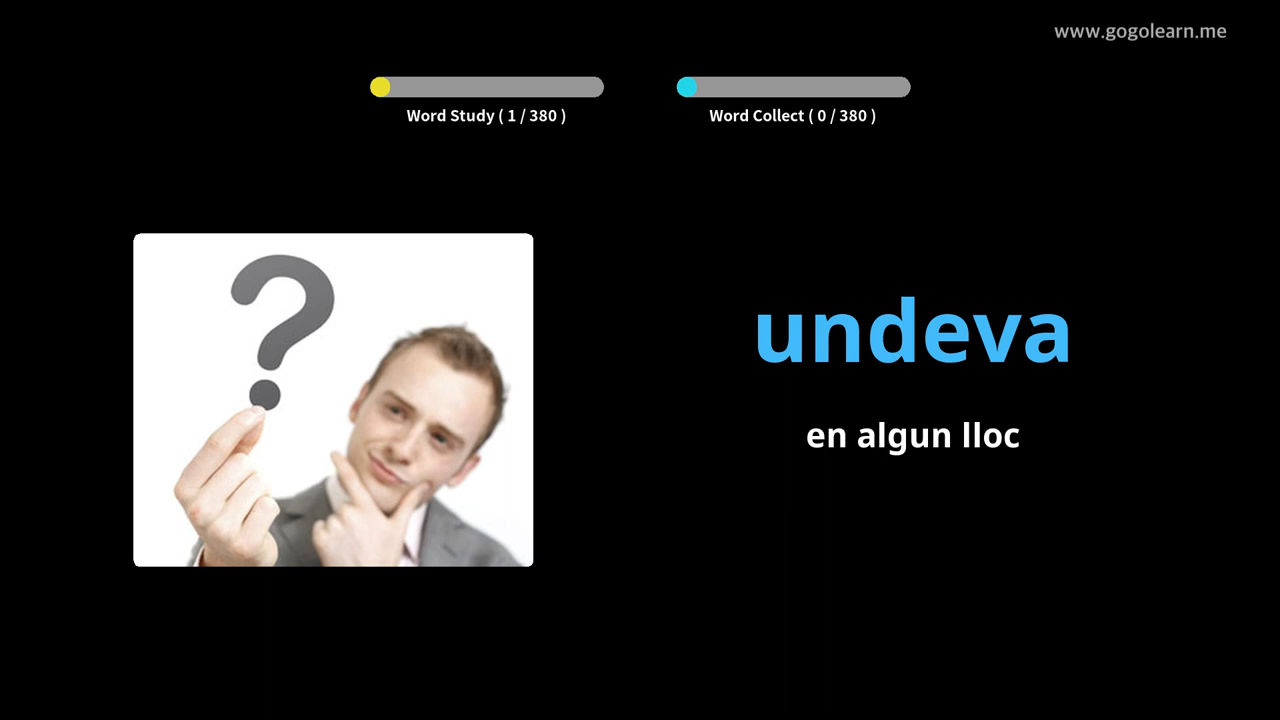 www.gogolearn.me
Word Study ( 1 / 380 )
Word Collect ( 0 / 380 )
undeva
en algun lloc